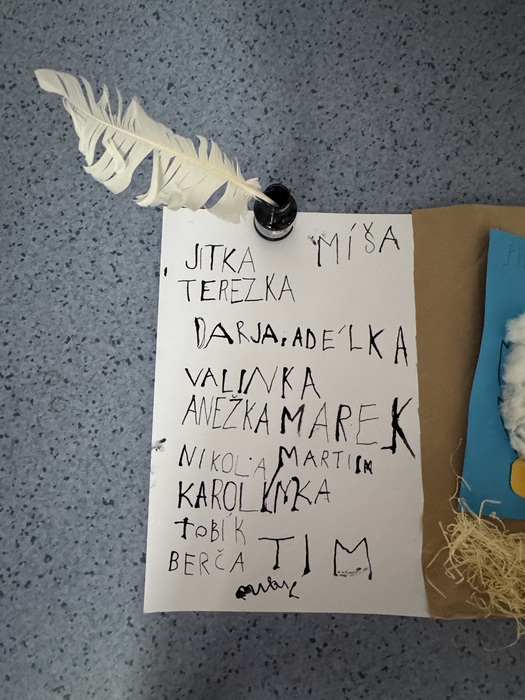 MÍŠA
JITKA
TEREZKA
DARJA, ADÉLKA
VALINKA
ANEŽKA MAREK
NIKOLA MARTIN
KAROLÍNKA
TOBÍK
BERČA TIM